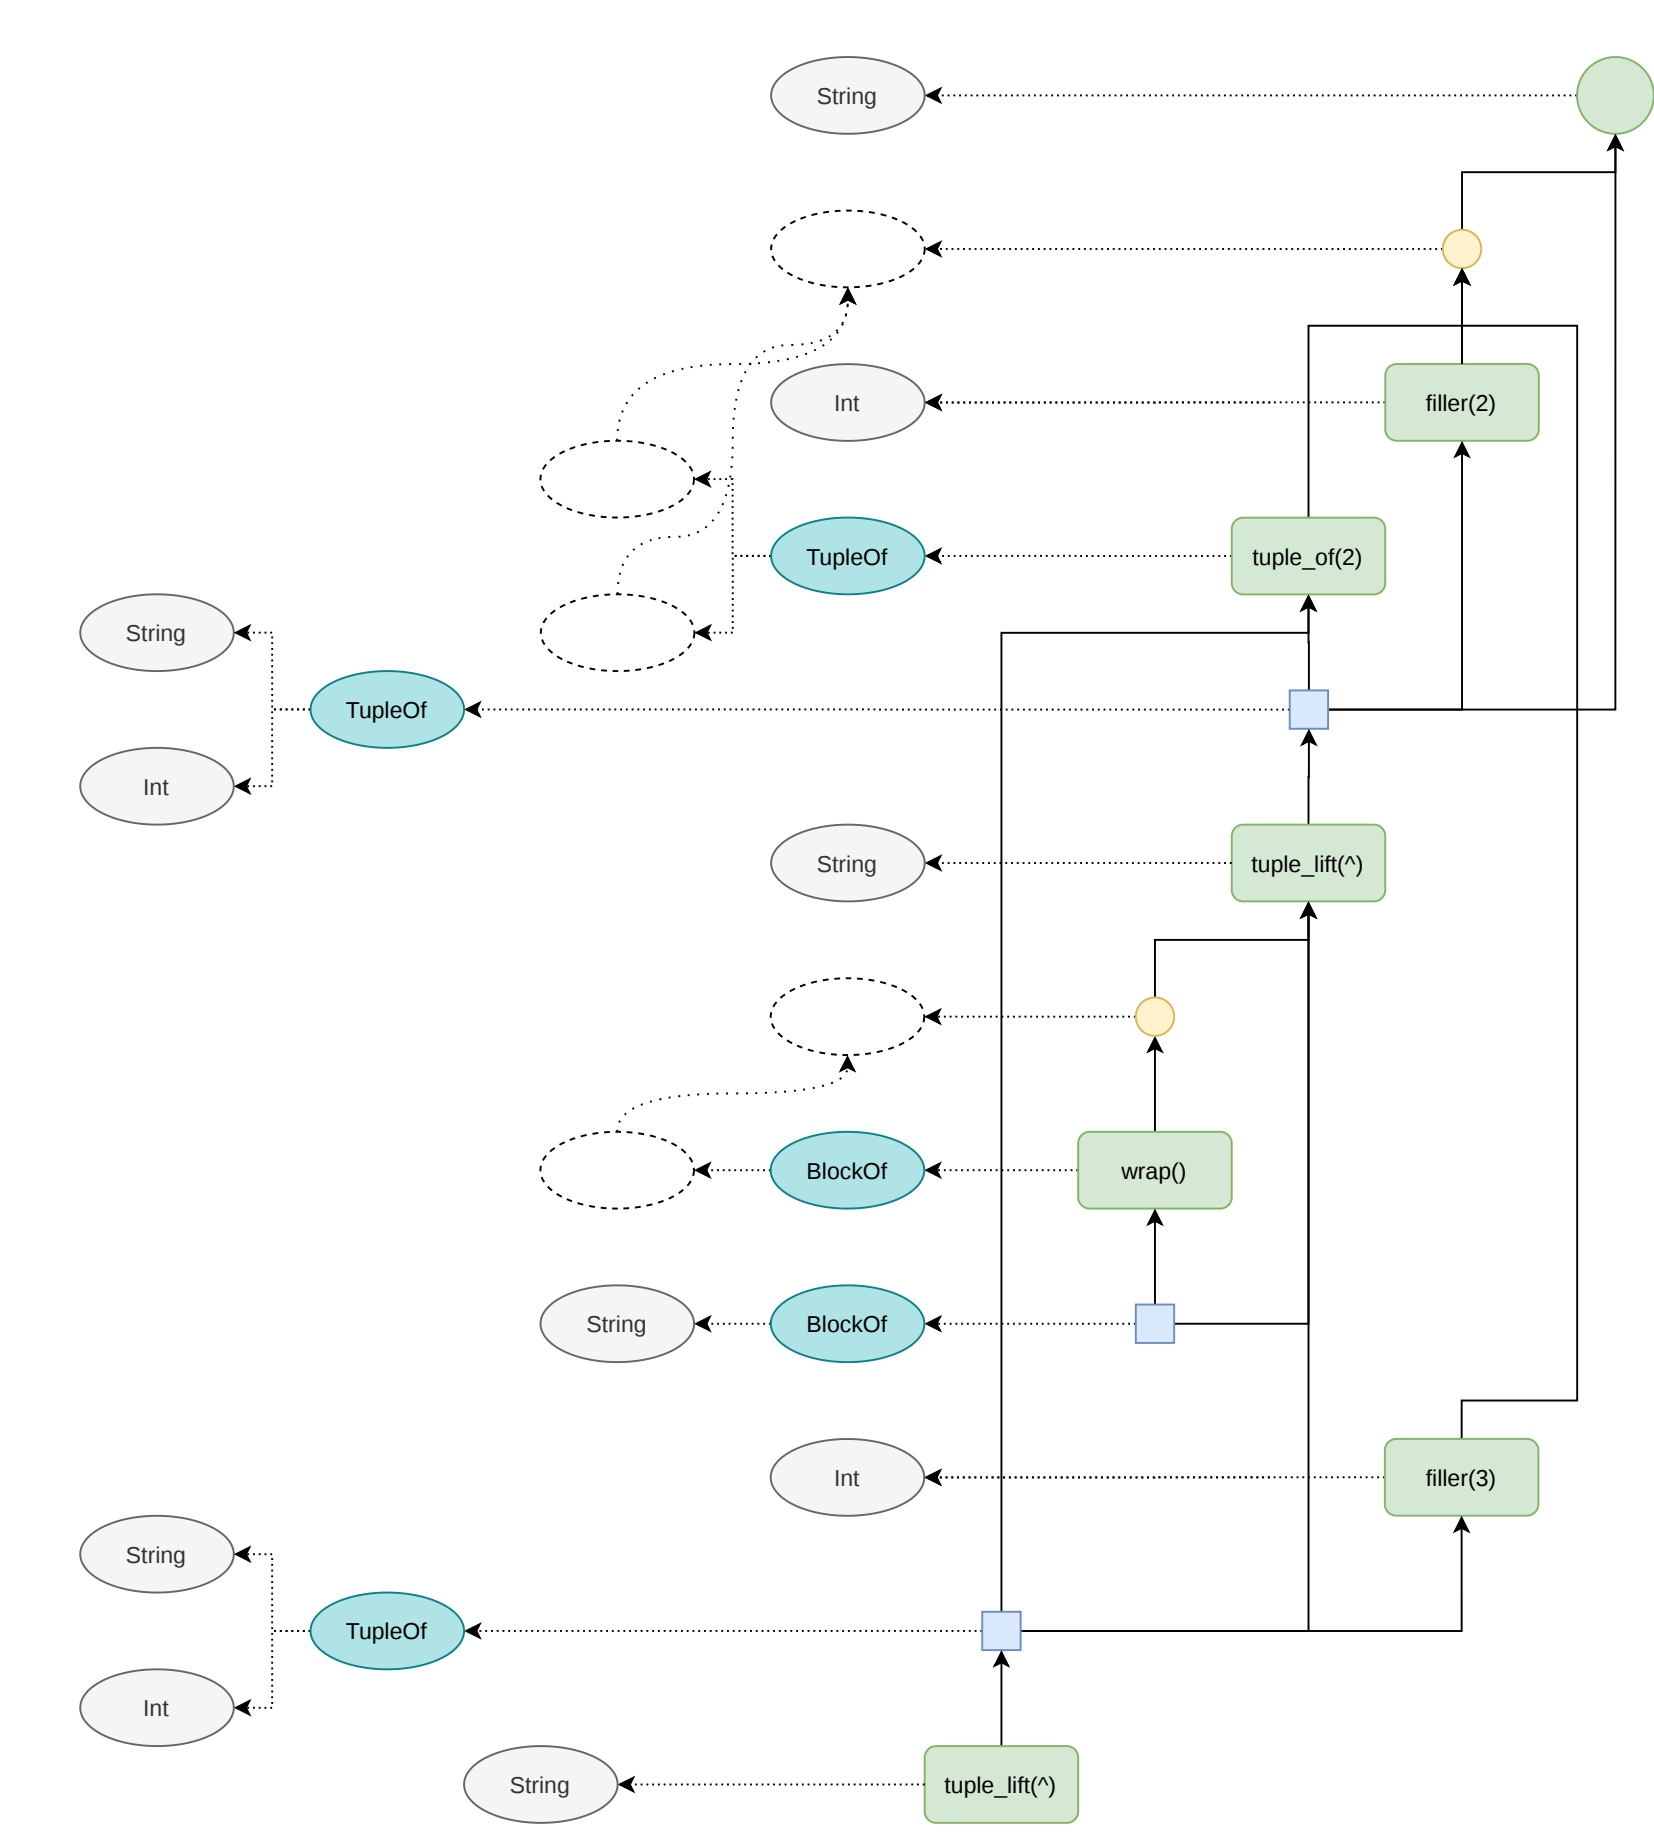 String
Int
filler(2)
TupleOf
tuple_of(2)
String
TupleOf
Int
String
tuple_lift(^)
BlockOf
wrap()
String
BlockOf
Int
filler(3)
String
TupleOf
Int
String
tuple_lift(^)